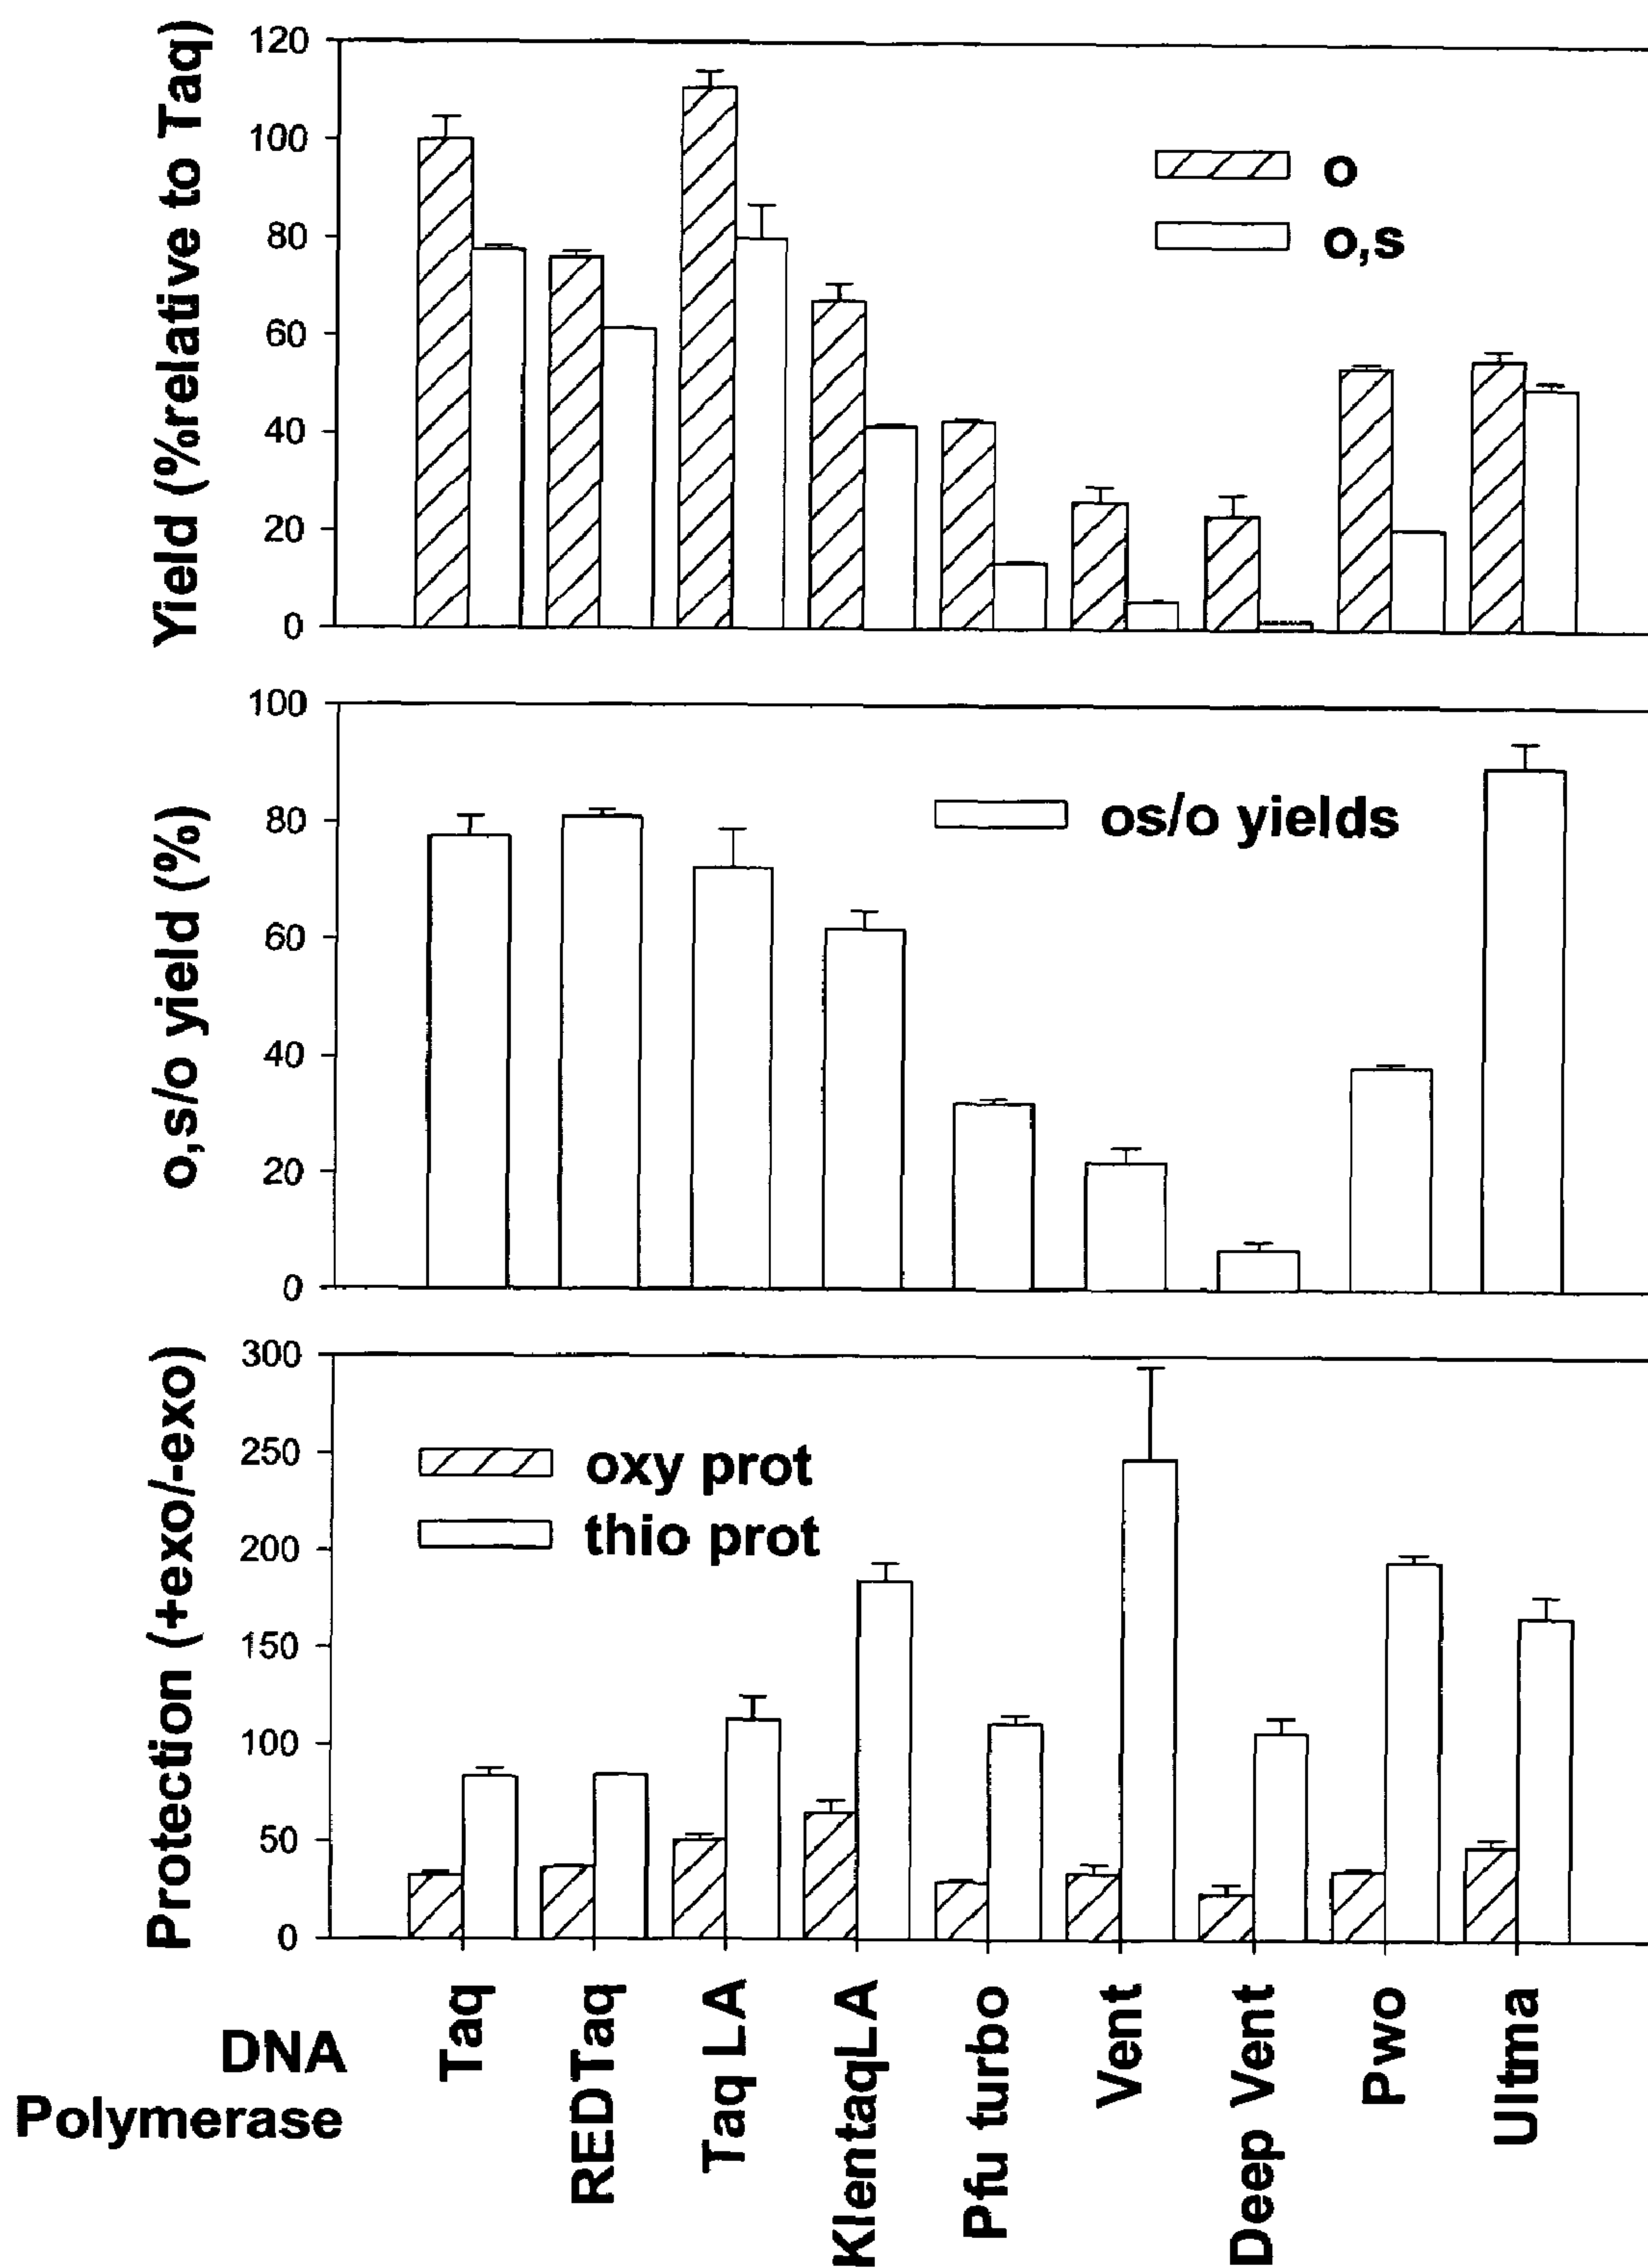 Yield (%relative to Taq)
120
100
80
60
40
20
0
o
o,s
o,s/o yield (%)
100
80
60
40
20
0
os/o yields
Protection (+exo/-exo)
300
250
200
150
100
50
0
oxy prot
thio prot
DNA
Polymerase
Taq
REDTaq
Taq LA
KlentaqLA
Pfu turbo
Vent
Deep Vent
Pwo
Ultma